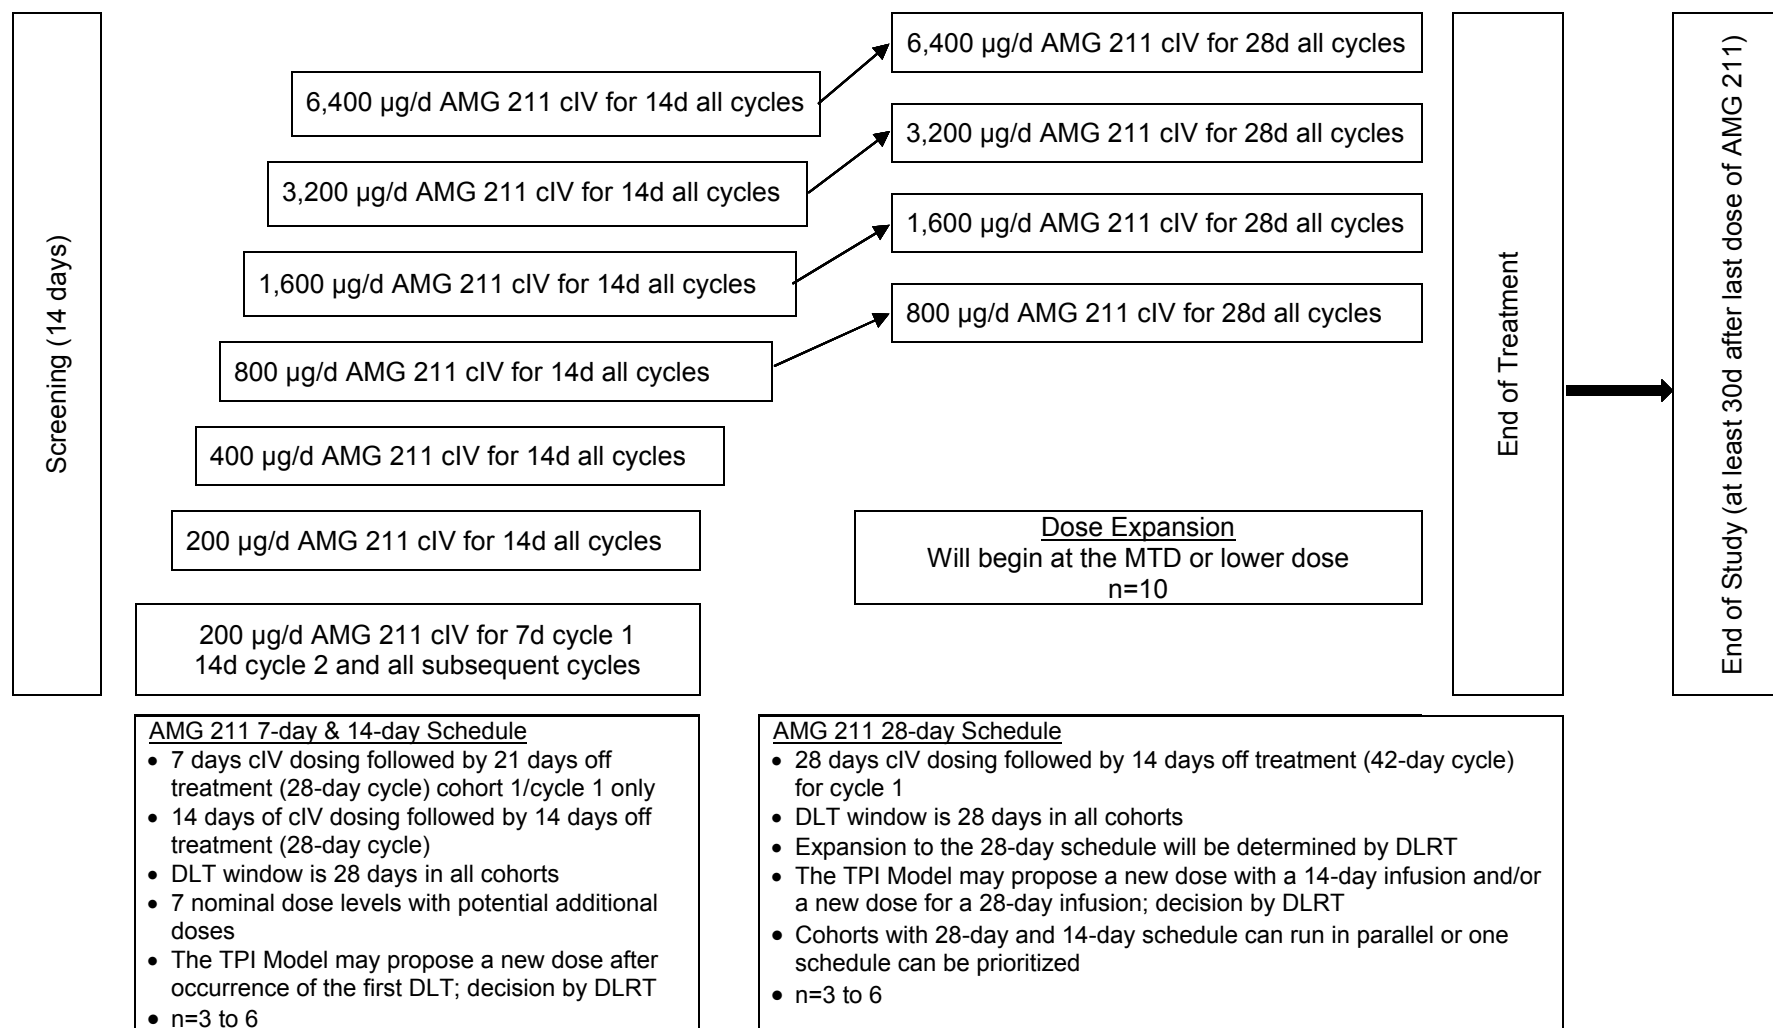 Screening (14 days)
6,400 µg/d AMG 211 cIV for 14d all cycles
3,200 µg/d AMG 211 cIV for 14d all cycles
1,600 µg/d AMG 211 cIV for 14d all cycles
800 µg/d AMG 211 cIV for 14d all cycles
400 µg/d AMG 211 cIV for 14d all cycles
200 µg/d AMG 211 cIV for 14d all cycles
200 µg/d AMG 211 cIV for 7d cycle 1
14d cycle 2 and all subsequent cycles
6,400 µg/d AMG 211 cIV for 28d all cycles
3,200 µg/d AMG 211 cIV for 28d all cycles
1,600 µg/d AMG 211 cIV for 28d all cycles
800 µg/d AMG 211 cIV for 28d all cycles
Dose Expansion
Will begin at the MTD or lower dose
n=10
End of Treatment
End of Study (at least 30d after last dose of AMG 211)
AMG 211 7-day & 14-day Schedule
• 7 days cIV dosing followed by 21 days off
treatment (28-day cycle) cohort 1/cycle 1 only
• 14 days of cIV dosing followed by 14 days off
treatment (28-day cycle)
• DLT window is 28 days in all cohorts
• 7 nominal dose levels with potential additional
doses
• The TPI Model may propose a new dose after
occurrence of the first DLT; decision by DLRT
• n=3 to 6
AMG 211 28-day Schedule
• 28 days cIV dosing followed by 14 days off treatment (42-day cycle)
for cycle 1
• DLT window is 28 days in all cohorts
• Expansion to the 28-day schedule will be determined by DLRT
• The TPI Model may propose a new dose with a 14-day infusion and/or
a new dose for a 28-day infusion; decision by DLRT
• Cohorts with 28-day and 14-day schedule can run in parallel or one
schedule can be prioritized
• n=3 to 6